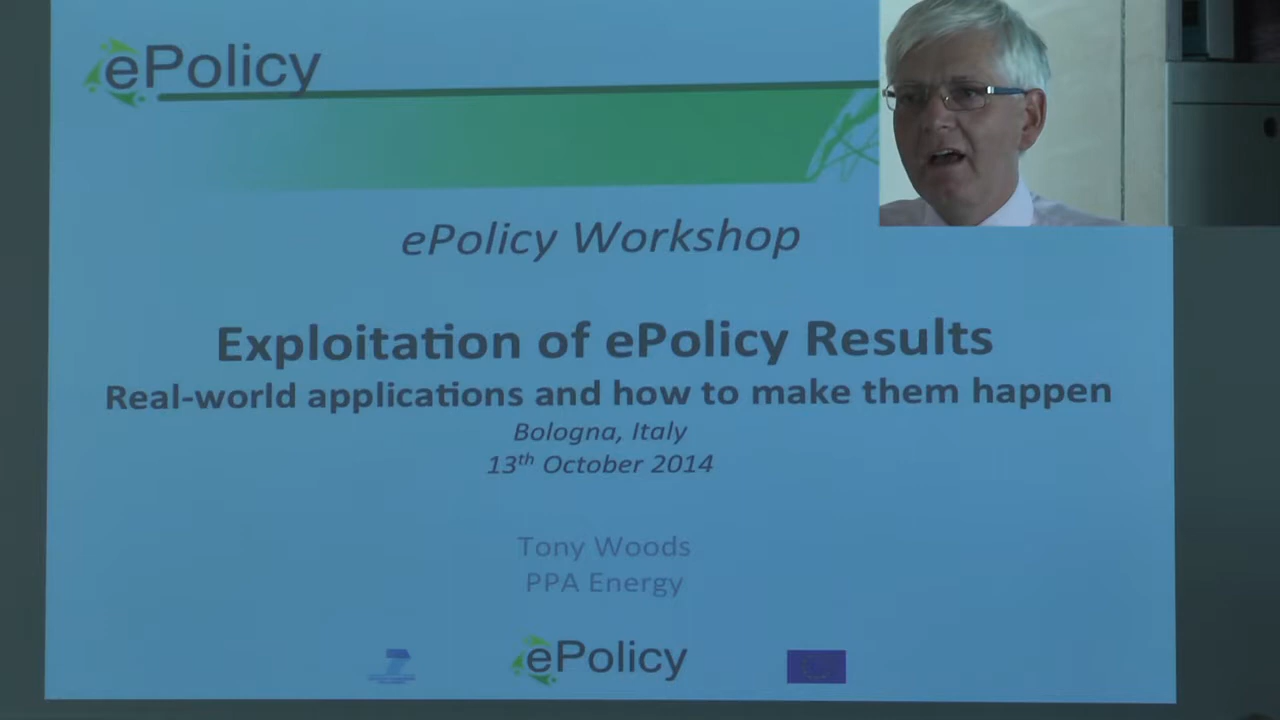 ePolicy
ePolicy Workshop
Exploitation of ePolicy Results
Real-world applications and how to make them happen
Bologna, Italy
13th October 2014
Tony Woods
PPA Energy
ePolicy